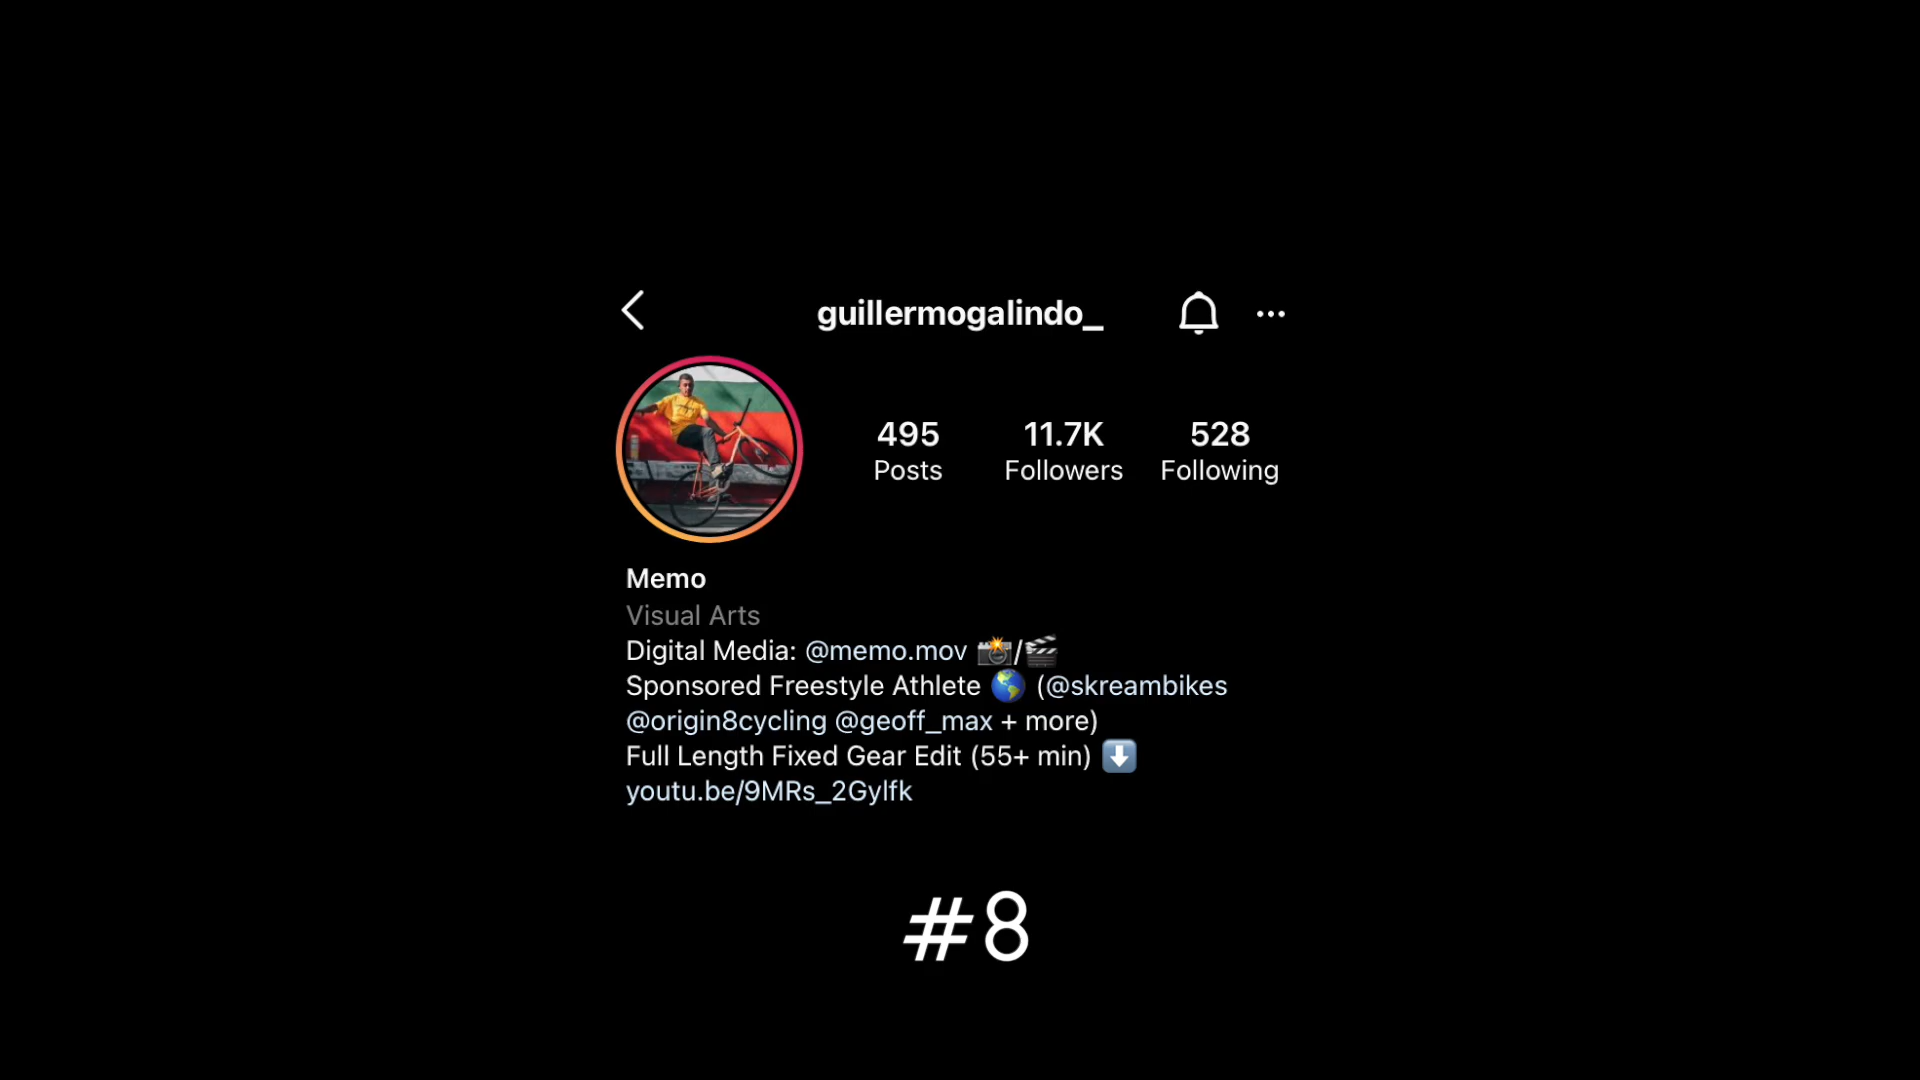 guillermogalindo_
495 11.7K 528
Posts Followers Following
Memo
Visual Arts
Digital Media: @memo.mov 📸/🎬
Sponsored Freestyle Athlete 🌎 (@skreambikes
@origin8cycling @geoff_max + more)
Full Length Fixed Gear Edit (55+ min) ⬇️
youtu.be/9MRs_2Gylfk
#8